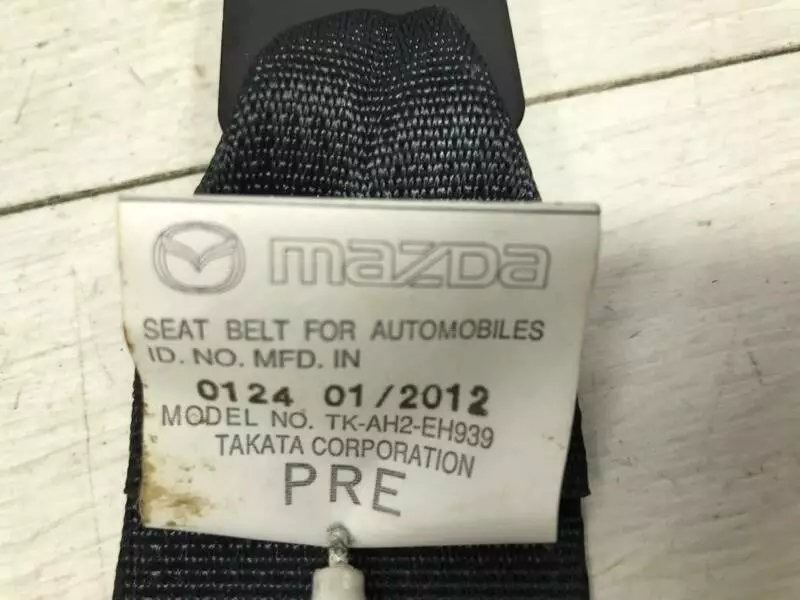 mazda
SEAT BELT FOR AUTOMOBILES
ID. NO. MFD. IN
0124 01/2012
MODEL NO. TK-AH2-EH939
TAKATA CORPORATION
PRE